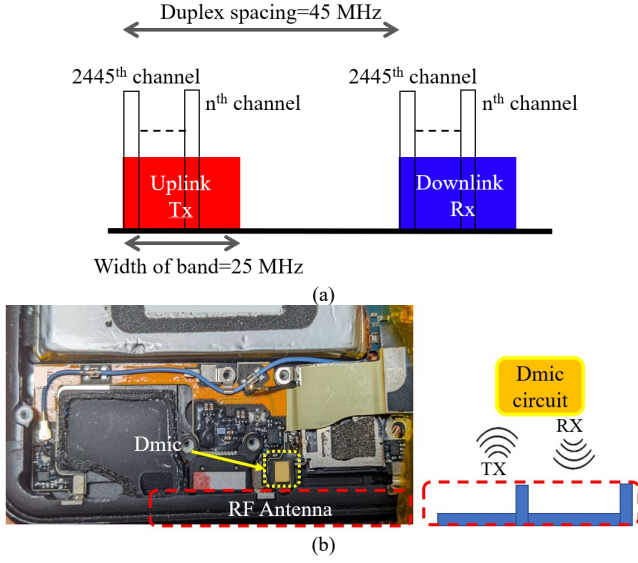 Duplex spacing=45 MHz
2445th channel
nth channel
2445th channel
nth channel
Uplink
Tx
Downlink
Rx
Width of band=25 MHz
(a)
Dmic
RF Antenna
Dmic
circuit
TX
RX
(b)